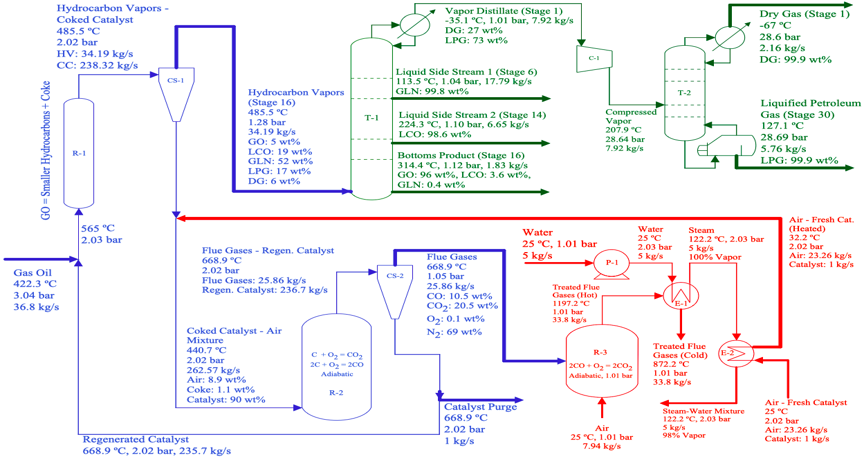 Hydrocarbon Vapors -
Coked Catalyst
485.5 ºC
2.02 bar
HV: 34.19 kg/s
CC: 238.32 kg/s
CS-1
R-1
GO = Smaller Hydrocarbons + Coke
565 ºC
2.03 bar
Gas Oil
422.3 ºC
3.04 bar
36.8 kg/s
Hydrocarbon Vapors
(Stage 16)
485.5 ºC
1.28 bar
34.19 kg/s
GO: 5 wt%
LCO: 19 wt%
GLN: 52 wt%
LPG: 17 wt%
DG: 6 wt%
T-1
Vapor Distillate (Stage 1)
-35.1 ºC, 1.01 bar, 7.92 kg/s
DG: 27 wt%
LPG: 73 wt%
Liquid Side Stream 1 (Stage 6)
113.5 ºC, 1.04 bar, 17.79 kg/s
GLN: 99.8 wt%
Liquid Side Stream 2 (Stage 14)
224.3 ºC, 1.10 bar, 6.65 kg/s
LCO: 98.6 wt%
Bottoms Product (Stage 16)
314.4 ºC, 1.12 bar, 1.83 kg/s
GO: 96 wt%, LCO: 3.6 wt%,
GLN: 0.4 wt%
C-1
Compressed
Vapor
207.9 ºC
28.64 bar
7.92 kg/s
T-2
Dry Gas (Stage 1)
-67 ºC
28.6 bar
2.16 kg/s
DG: 99.9 wt%
Liquified Petroleum
Gas (Stage 30)
127.1 ºC
28.69 bar
5.76 kg/s
LPG: 99.9 wt%
Flue Gases - Regen. Catalyst
668.9 ºC
2.02 bar
Flue Gases: 25.86 kg/s
Regen. Catalyst: 236.7 kg/s
CS-2
Flue Gases
668.9 ºC
1.05 bar
25.86 kg/s
CO: 10.5 wt%
CO2: 20.5 wt%
O2: 0.1 wt%
N2: 69 wt%
Coked Catalyst - Air
Mixture
440.7 ºC
2.02 bar
262.57 kg/s
Air: 8.9 wt%
Coke: 1.1 wt%
Catalyst: 90 wt%
C + O2 = CO2
2C + O2 = 2CO
Adiabatic
R-2
Catalyst Purge
668.9 ºC
2.02 bar
1 kg/s
Regenerated Catalyst
668.9 ºC, 2.02 bar, 235.7 kg/s
Water
25 ºC, 1.01 bar
5 kg/s
P-1
Water
25 ºC
2.03 bar
5 kg/s
Steam
122.2 ºC, 2.03 bar
5 kg/s
100% Vapor
E-1
Treated Flue
Gases (Hot)
1197.2 ºC
1.01 bar
33.8 kg/s
R-3
2CO + O2 = 2CO2
Adiabatic, 1.01 bar
Air
25 ºC, 1.01 bar
7.94 kg/s
Treated Flue
Gases (Cold)
872.2 ºC
1.01 bar
33.8 kg/s
E-2
Air - Fresh Cat.
(Heated)
32.2 ºC
2.02 bar
Air: 23.26 kg/s
Catalyst: 1 kg/s
Steam-Water Mixture
122.2 ºC, 2.03 bar
5 kg/s
98% Vapor
Air - Fresh Catalyst
25 ºC
2.02 bar
Air: 23.26 kg/s
Catalyst: 1 kg/s